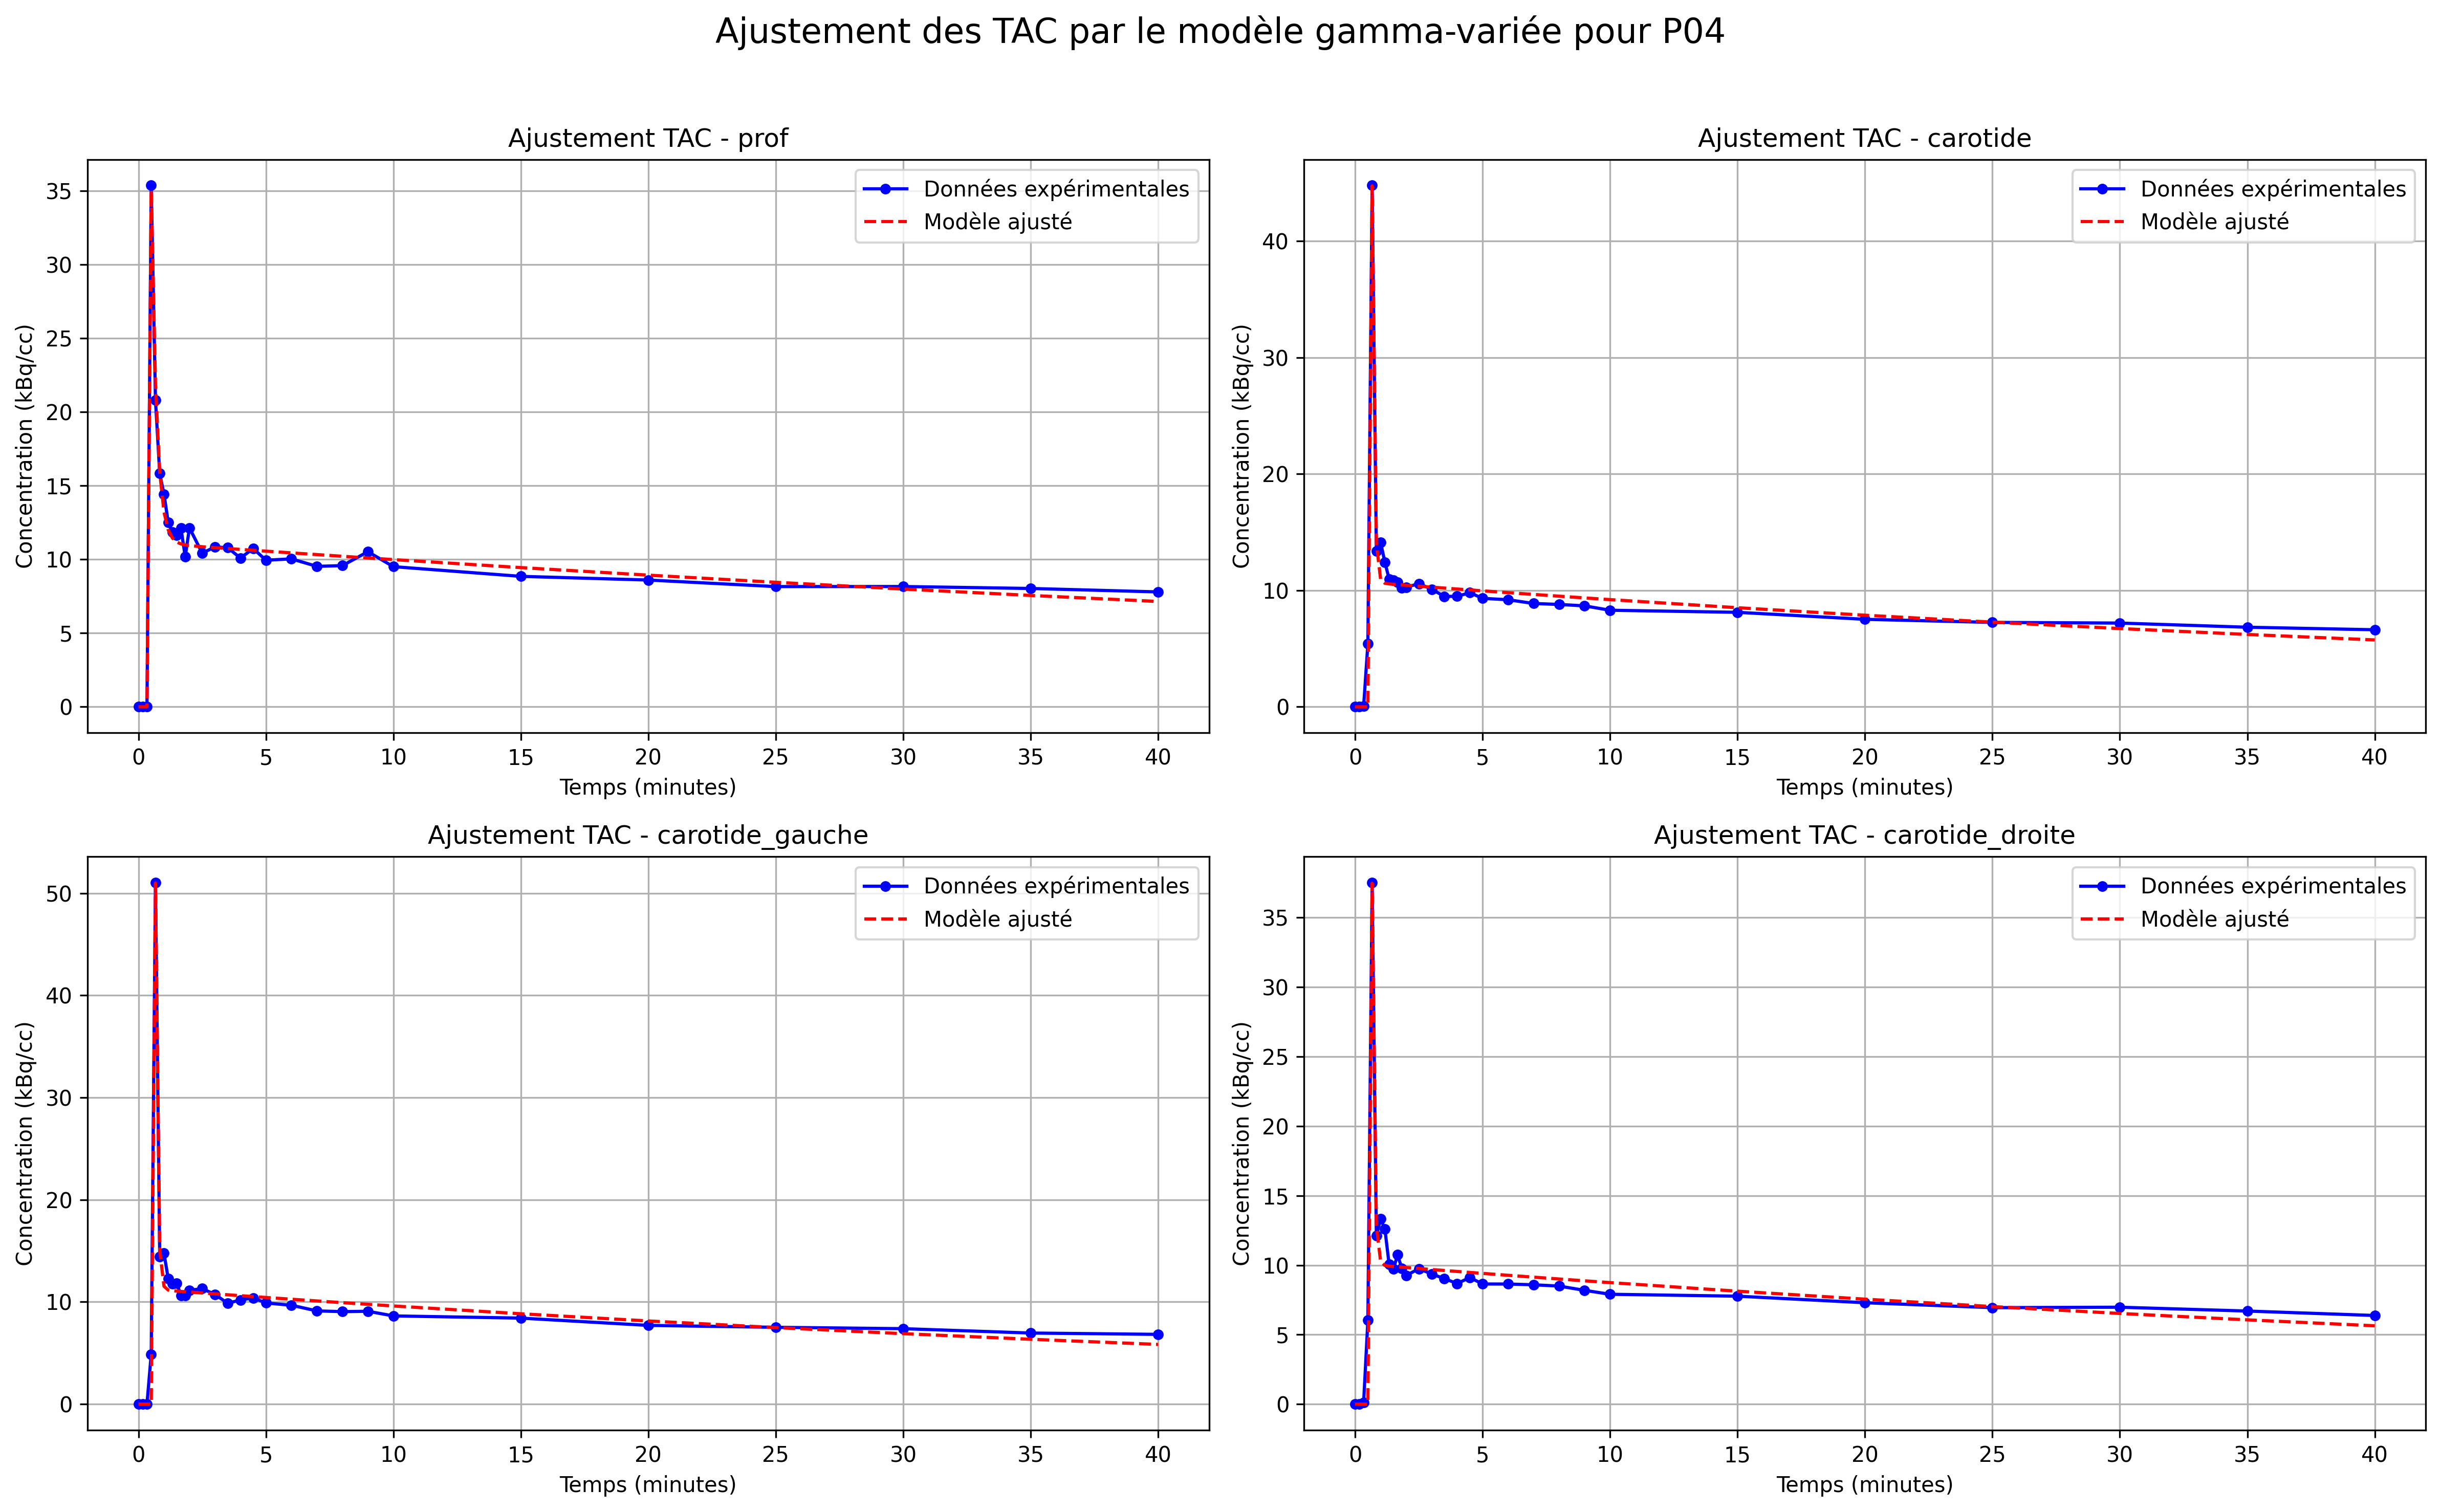 Ajustement des TAC par le modèle gamma-variée pour P04
Ajustement TAC - prof
Concentration (kBq/cc)
35
30
25
20
15
10
5
0
Données expérimentales
Modèle ajusté
0 5 10 15 20 25 30 35 40
Temps (minutes)
Ajustement TAC - carotide
Concentration (kBq/cc)
40
30
20
10
0
Données expérimentales
Modèle ajusté
0 5 10 15 20 25 30 35 40
Temps (minutes)
Ajustement TAC - carotide_gauche
Concentration (kBq/cc)
50
40
30
20
10
0
Données expérimentales
Modèle ajusté
0 5 10 15 20 25 30 35 40
Temps (minutes)
Ajustement TAC - carotide_droite
Concentration (kBq/cc)
35
30
25
20
15
10
5
0
Données expérimentales
Modèle ajusté
0 5 10 15 20 25 30 35 40
Temps (minutes)